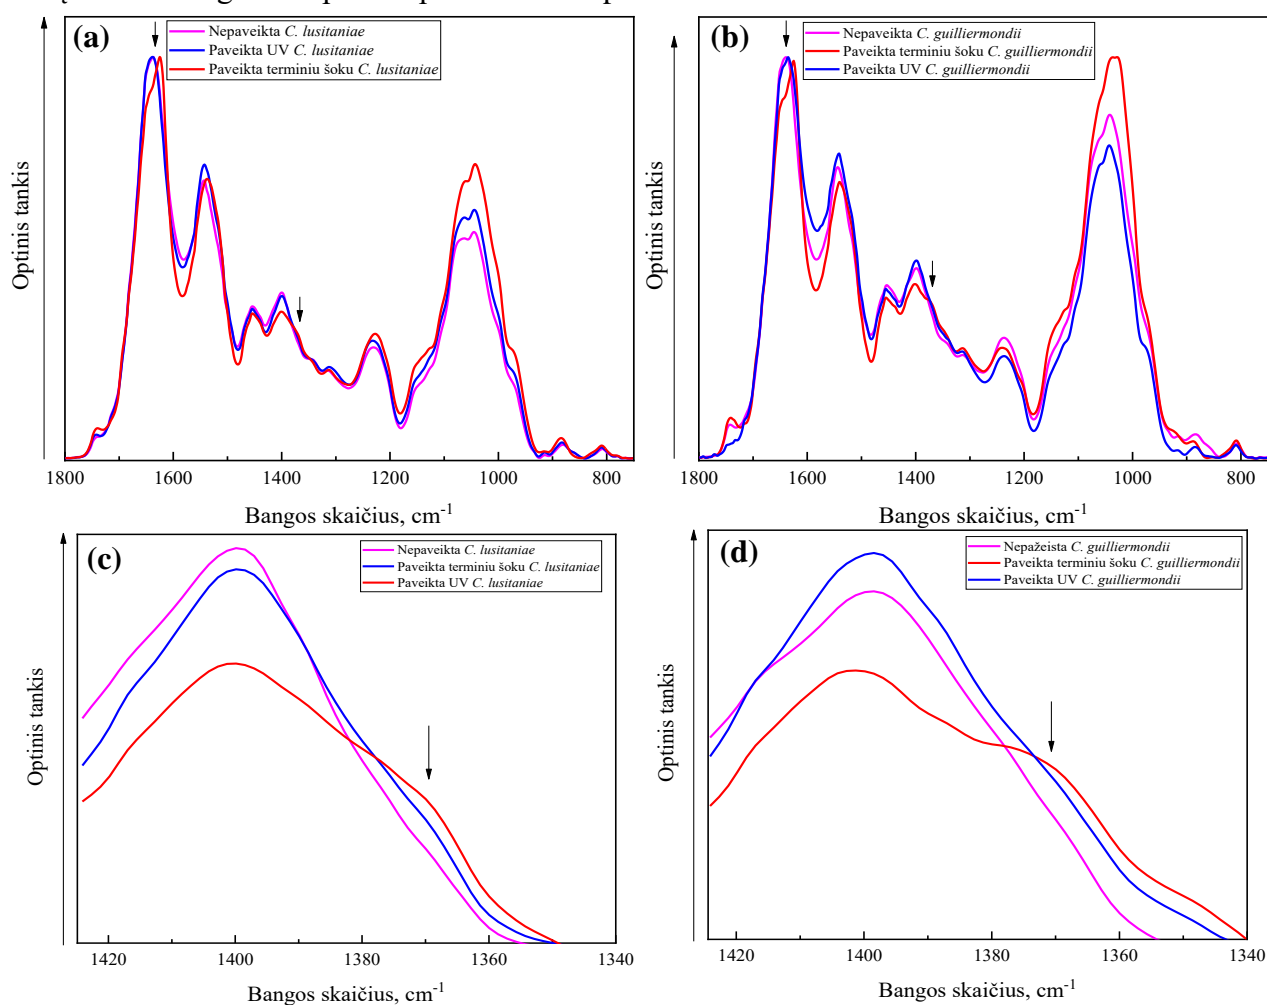 (a)
Nepaveikta C. lusitaniae
Paveikta UV C. lusitaniae
Paveikta terminiu šoku C. lusitaniae
Optinis tankis
1800 1600 1400 1200 1000 800
Bangos skaičius, cm-1
(b)
Nepaveikta C. guilliermondii
Paveikta terminiu šoku C. guilliermondii
Paveikta UV C. guilliermondii
Optinis tankis
1800 1600 1400 1200 1000 800
Bangos skaičius, cm-1
(c)
Nepaveikta C. lusitaniae
Paveikta terminiu šoku C. lusitaniae
Paveikta UV C. lusitaniae
Optinis tankis
1420 1400 1380 1360 1340
Bangos skaičius, cm-1
(d)
Nepažeista C. guilliermondii
Paveikta terminiu šoku C. guilliermondii
Paveikta UV C. guilliermondii
Optinis tankis
1420 1400 1380 1360 1340
Bangos skaičius, cm-1